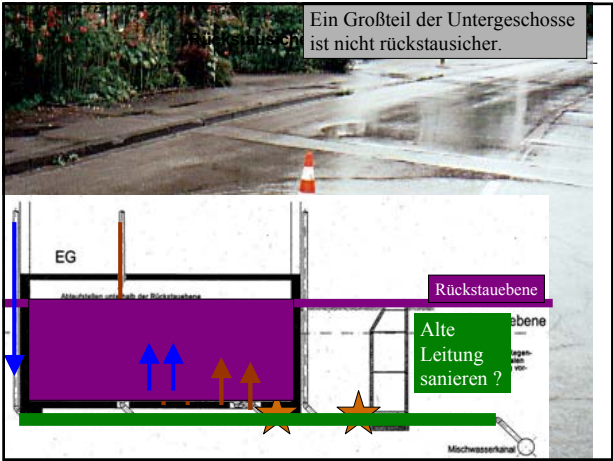 Ein Großteil der Untergeschosse
ist nicht rückstausicher.
EG
Ablaufstellen unterhalb der Rückstauebene
Rückstauebene
ebene
Alte
Leitung
sanieren ?
Mischwasserkanal